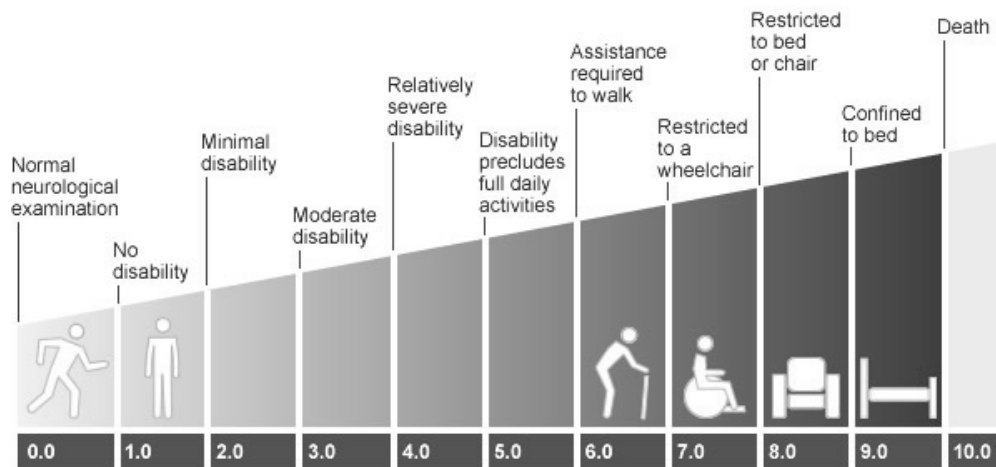 Normal
neurological
examination
No
disability
Minimal
disability
Moderate
disability
Relatively
severe
disability
Disability
precludes
full daily
activities
Assistance
required
to walk
Restricted
to a
wheelchair
Restricted
to bed
or chair
Confined
to bed
Death
0.0 1.0 2.0 3.0 4.0 5.0 6.0 7.0 8.0 9.0 10.0